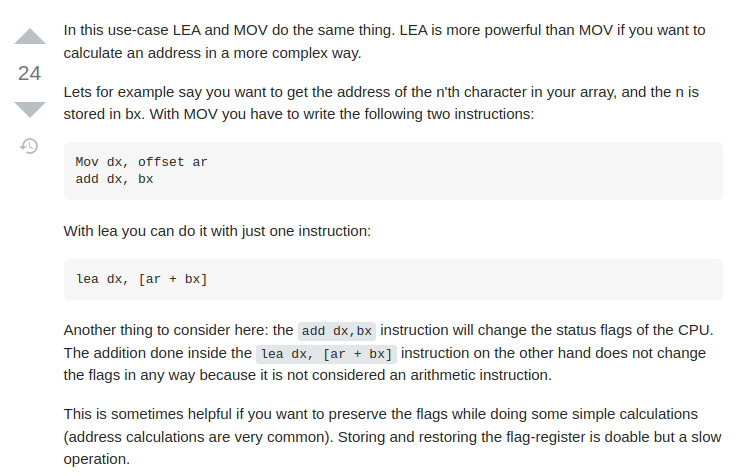 In this use-case LEA and MOV do the same thing. LEA is more powerful than MOV if you want to
calculate an address in a more complex way.
24
Lets for example say you want to get the address of the n'th character in your array, and the n is
stored in bx. With MOV you have to write the following two instructions:
Mov dx, offset ar
add dx, bx
With lea you can do it with just one instruction:
lea dx, [ar + bx]
Another thing to consider here: the add dx,bx instruction will change the status flags of the CPU.
The addition done inside the lea dx, [ar + bx] instruction on the other hand does not change
the flags in any way because it is not considered an arithmetic instruction.
This is sometimes helpful if you want to preserve the flags while doing some simple calculations
(address calculations are very common). Storing and restoring the flag-register is doable but a slow
operation.